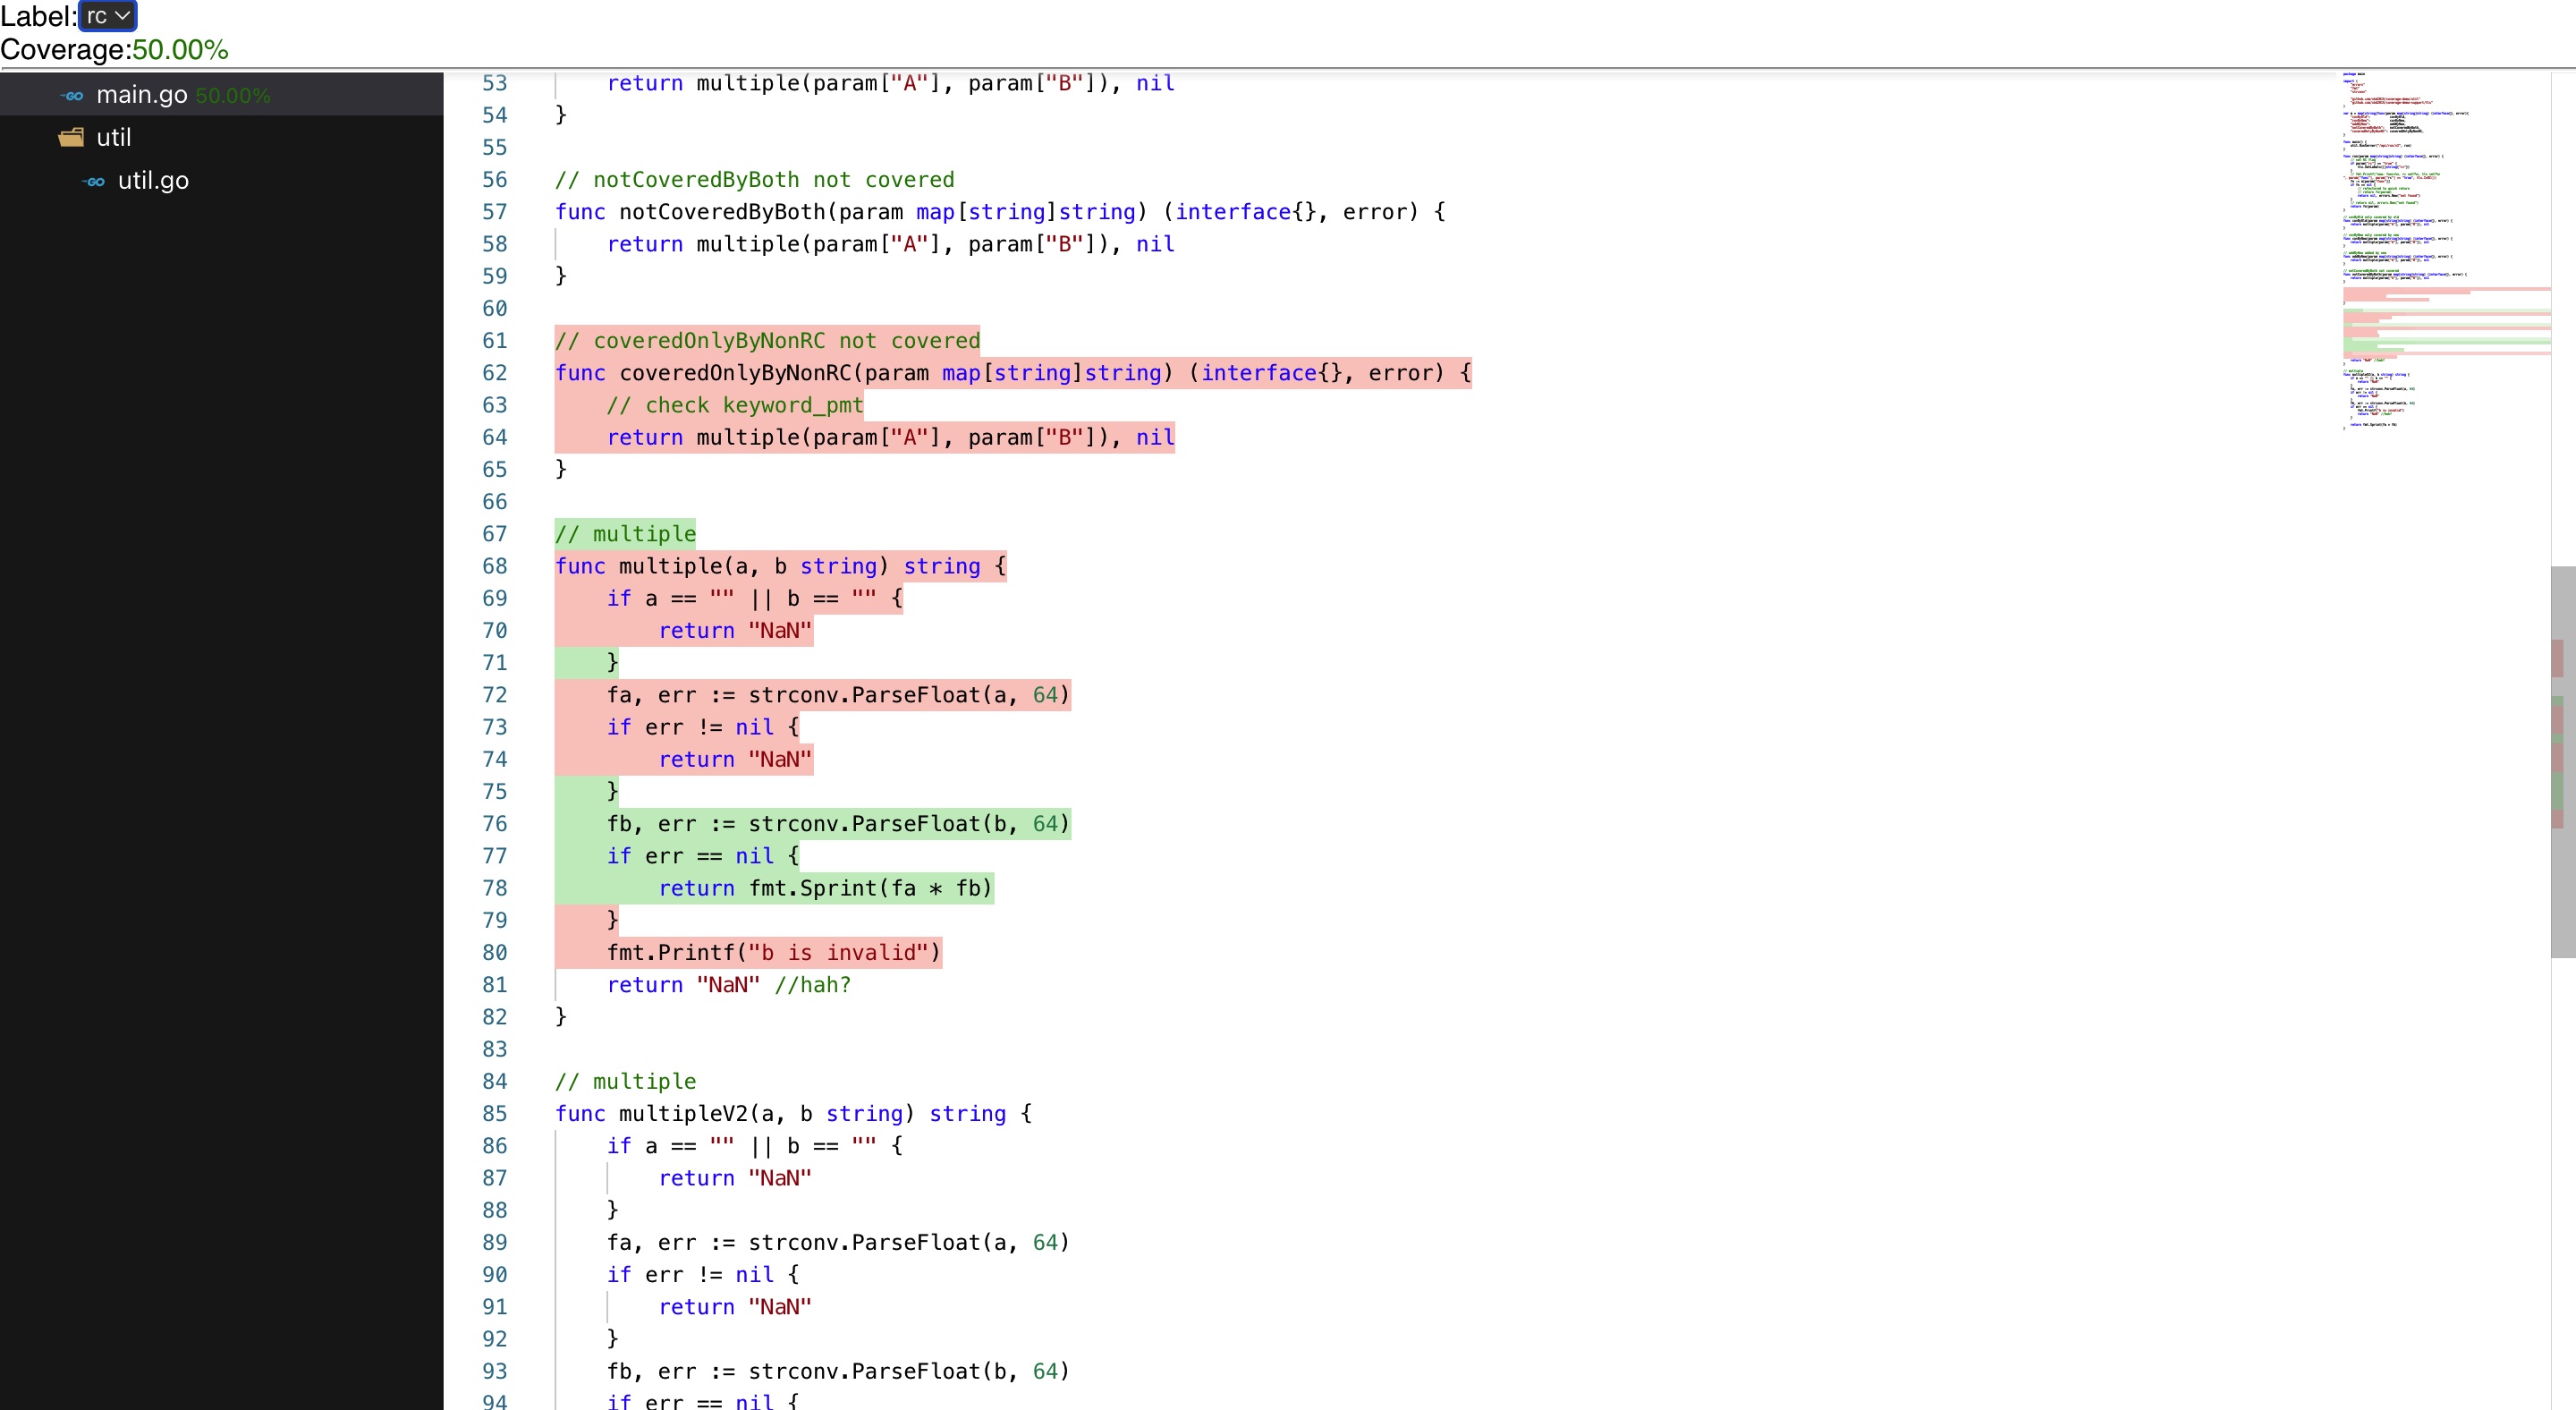 Label: rc
Coverage:50.00%
main.go 50.00%
util
util.go
53 return multiple(param["A"], param["B"]), nil
54 }
55
56 // notCoveredByBoth not covered
57 func notCoveredByBoth(param map[string]string) (interface{}, error) {
58 return multiple(param["A"], param["B"]), nil
59 }
60
61 // coveredOnlyByNonRC not covered
62 func coveredOnlyByNonRC(param map[string]string) (interface{}, error) {
63 // check keyword_pmt
64 return multiple(param["A"], param["B"]), nil
65 }
66
67 // multiple
68 func multiple(a, b string) string {
69 if a == "" || b == "" {
70 return "NaN"
71 }
72 fa, err := strconv.ParseFloat(a, 64)
73 if err != nil {
74 return "NaN"
75 }
76 fb, err := strconv.ParseFloat(b, 64)
77 if err == nil {
78 return fmt.Sprint(fa * fb)
79 }
80 fmt.Printf("b is invalid")
81 return "NaN" //hah?
82 }
83
84 // multiple
85 func multipleV2(a, b string) string {
86 if a == "" || b == "" {
87 return "NaN"
88 }
89 fa, err := strconv.ParseFloat(a, 64)
90 if err != nil {
91 return "NaN"
92 }
93 fb, err := strconv.ParseFloat(b, 64)
94 if err == nil {